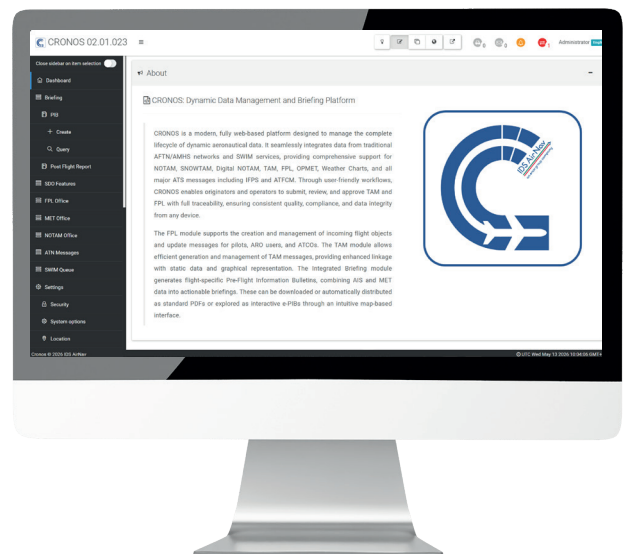 CRONOS 02.01.023
0
0
1
Administrator
Close sidebar on item selection
Dashboard
Briefing
PIB
Create
Query
Post Flight Report
SDO Features
FPL Office
MET Office
NOTAM Office
ATN Messages
SWIM Queue
Settings
Security
System options
Location
Cronos © 2026 IDS AirNav
About
CRONOS: Dynamic Data Management and Briefing Platform
CRONOS is a modern, fully web-based platform designed to manage the complete
lifecycle of dynamic aeronautical data. It seamlessly integrates data from traditional
AFTN/AMHS networks and SWIM services, providing comprehensive support for
NOTAM, SNOWTAM, Digital NOTAM, TAM, FPL, OPMET, Weather Charts, and all
major ATS messages including IFPS and ATFCM. Through user-friendly workflows,
CRONOS enables originators and operators to submit, review, and approve TAM and
FPL with full traceability, ensuring consistent quality, compliance, and data integrity
from any device.
The FPL module supports the creation and management of incoming flight objects
and update messages for pilots, ARO users, and ATCOs. The TAM module allows
efficient generation and management of TAM messages, providing enhanced linkage
with static data and graphical representation. The Integrated Briefing module
generates flight-specific Pre-Flight Information Bulletins, combining AIS and MET
data into actionable briefings. These can be downloaded or automatically distributed
as standard PDFs or explored as interactive e-PIBs through an intuitive map-based
interface.
IDS AirNav
UTC Wed May 13 2026 10:04:06 GMT+